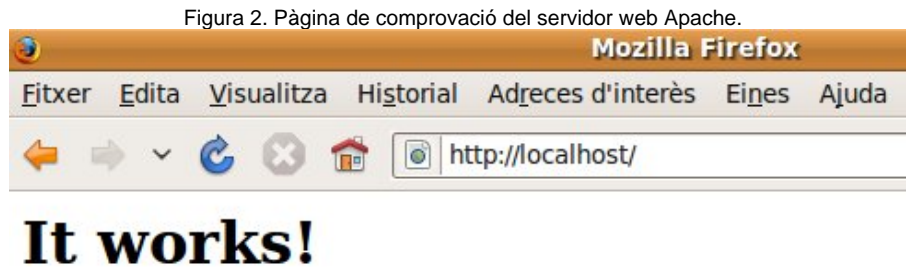 Figura 2. Pàgina de comprovació del servidor web Apache.
Mozilla Firefox
Fitxer Edita Visualitza Historial Adreces d'interès Eines Ajuda
http://localhost/
It works!